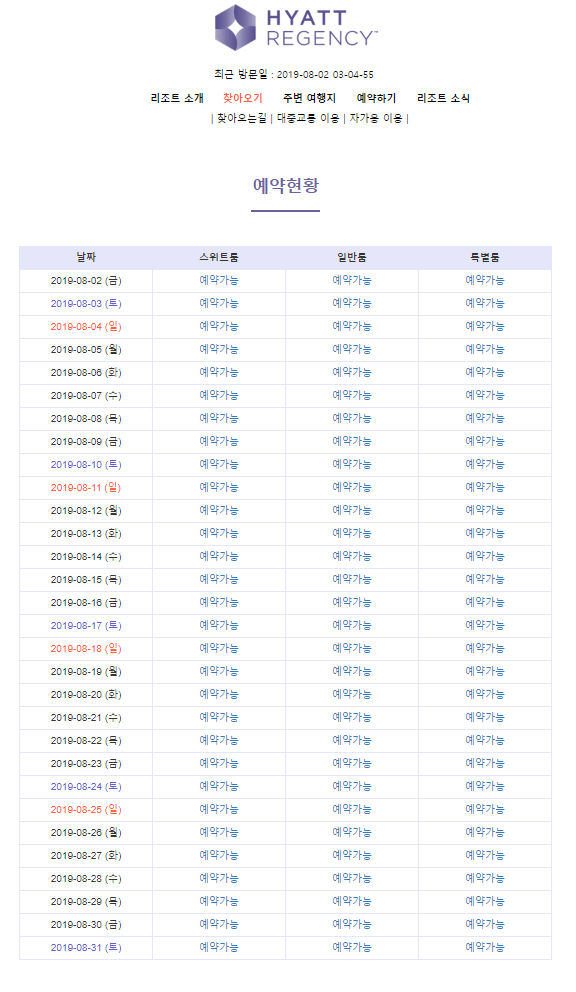 HYATT
REGENCY™
최근 방문일 : 2019-08-02 03-04-55
리조트 소개 찾아오기 주변 여행지 예약하기 리조트 소식
| 찾아오는길 | 대중교통 이용 | 자가용 이용 |
예약현황
날짜 스위트룸 일반룸 특별룸
2019-08-02 (금) 예약가능 예약가능 예약가능
2019-08-03 (토) 예약가능 예약가능 예약가능
2019-08-04 (일) 예약가능 예약가능 예약가능
2019-08-05 (월) 예약가능 예약가능 예약가능
2019-08-06 (화) 예약가능 예약가능 예약가능
2019-08-07 (수) 예약가능 예약가능 예약가능
2019-08-08 (목) 예약가능 예약가능 예약가능
2019-08-09 (금) 예약가능 예약가능 예약가능
2019-08-10 (토) 예약가능 예약가능 예약가능
2019-08-11 (일) 예약가능 예약가능 예약가능
2019-08-12 (월) 예약가능 예약가능 예약가능
2019-08-13 (화) 예약가능 예약가능 예약가능
2019-08-14 (수) 예약가능 예약가능 예약가능
2019-08-15 (목) 예약가능 예약가능 예약가능
2019-08-16 (금) 예약가능 예약가능 예약가능
2019-08-17 (토) 예약가능 예약가능 예약가능
2019-08-18 (일) 예약가능 예약가능 예약가능
2019-08-19 (월) 예약가능 예약가능 예약가능
2019-08-20 (화) 예약가능 예약가능 예약가능
2019-08-21 (수) 예약가능 예약가능 예약가능
2019-08-22 (목) 예약가능 예약가능 예약가능
2019-08-23 (금) 예약가능 예약가능 예약가능
2019-08-24 (토) 예약가능 예약가능 예약가능
2019-08-25 (일) 예약가능 예약가능 예약가능
2019-08-26 (월) 예약가능 예약가능 예약가능
2019-08-27 (화) 예약가능 예약가능 예약가능
2019-08-28 (수) 예약가능 예약가능 예약가능
2019-08-29 (목) 예약가능 예약가능 예약가능
2019-08-30 (금) 예약가능 예약가능 예약가능
2019-08-31 (토) 예약가능 예약가능 예약가능